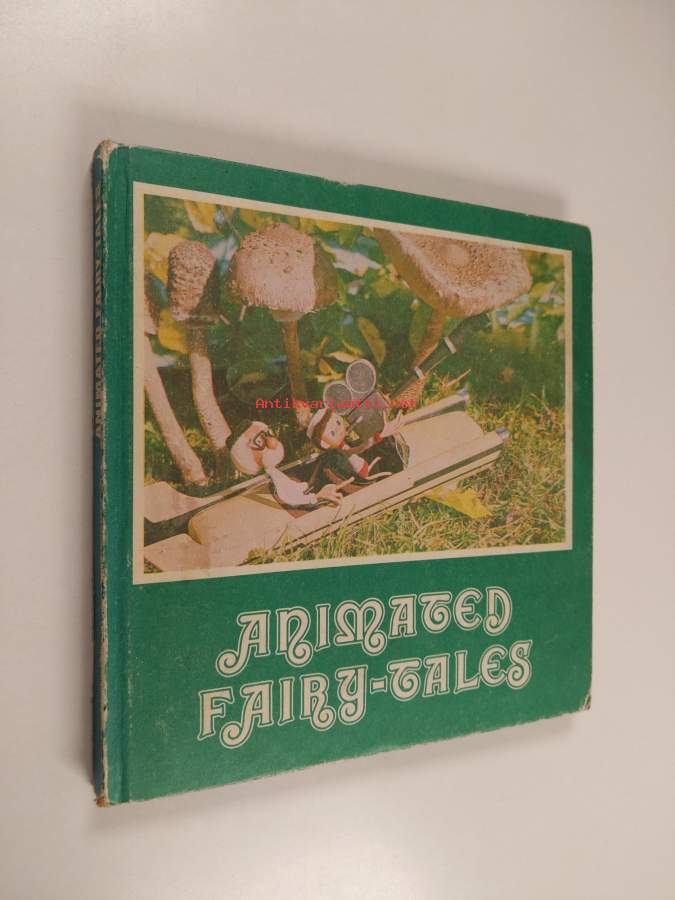 Antikvariaatti.net
ANIMATED
FAIRY-TALES
ANIMATED FAIRY-TALES